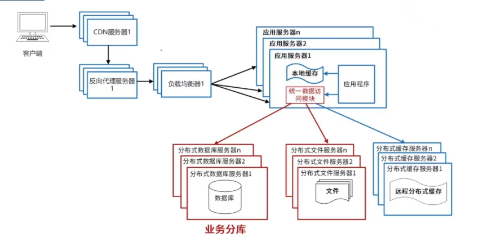 客户端
CDN服务器1
反向代理服务器
1
负载均衡器1
应用服务器n
应用服务器2
应用服务器1
本地缓存
统一数据访
问模块
应用程序
分布式数据库服务器n
分布式数据库服务器2
分布式数据库服务器1
数据库
业务分库
分布式文件服务器n
分布式文件服务器2
分布式文件服务器1
文件
分布式缓存服务器n
分布式缓存服务器2
分布式缓存服务器1
远程分布式缓存